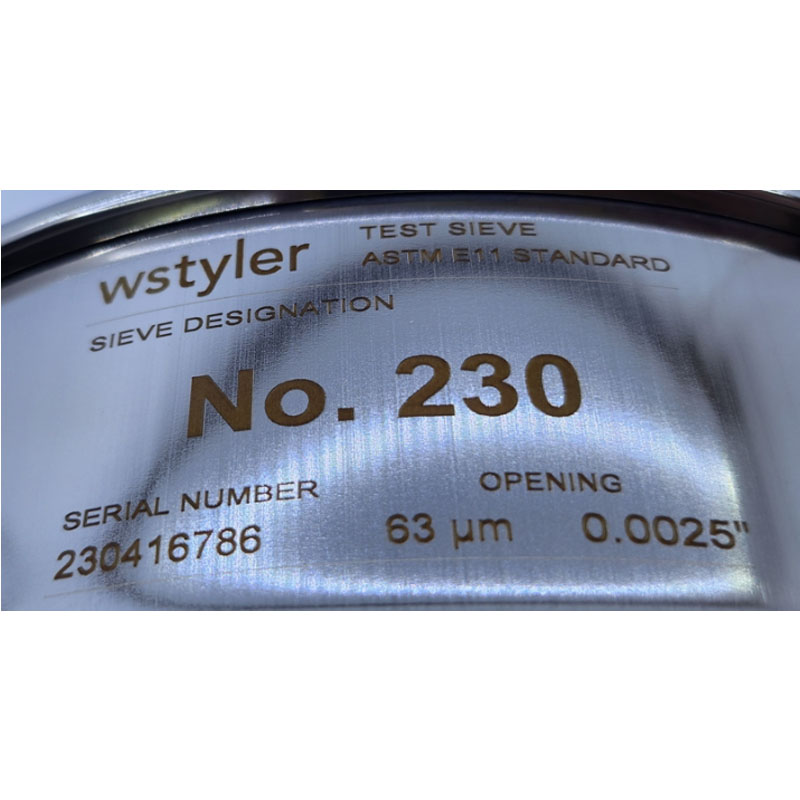 wstyler
TEST SIEVE
ASTM E11 STANDARD
SIEVE DESIGNATION
No. 230
SERIAL NUMBER
230416786
OPENING
63 µm 0.0025"